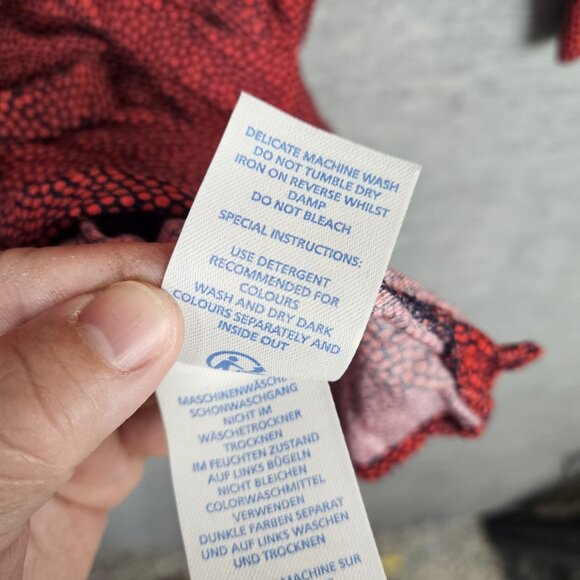 DELICATE MACHINE WASH
DO NOT TUMBLE DRY
IRON ON REVERSE WHILST
DAMP
DO NOT BLEACH
SPECIAL INSTRUCTIONS:
USE DETERGENT
RECOMMENDED FOR
COLOURS
WASH AND DRY DARK
COLOURS SEPARATELY AND
INSIDE OUT
MASCHINENWÄSCHE
SCHONWASCHGANG
NICHT IM
WÄSCHETROCKNER
TROCKNEN
IM FEUCHTEN ZUSTAND
AUF LINKS BÜGELN
NICHT BLEICHEN
COLORWASCHMITTEL
VERWENDEN
DUNKLE FARBEN SEPARAT
UND AUF LINKS WASCHEN
UND TROCKNEN
MACHINE SUR